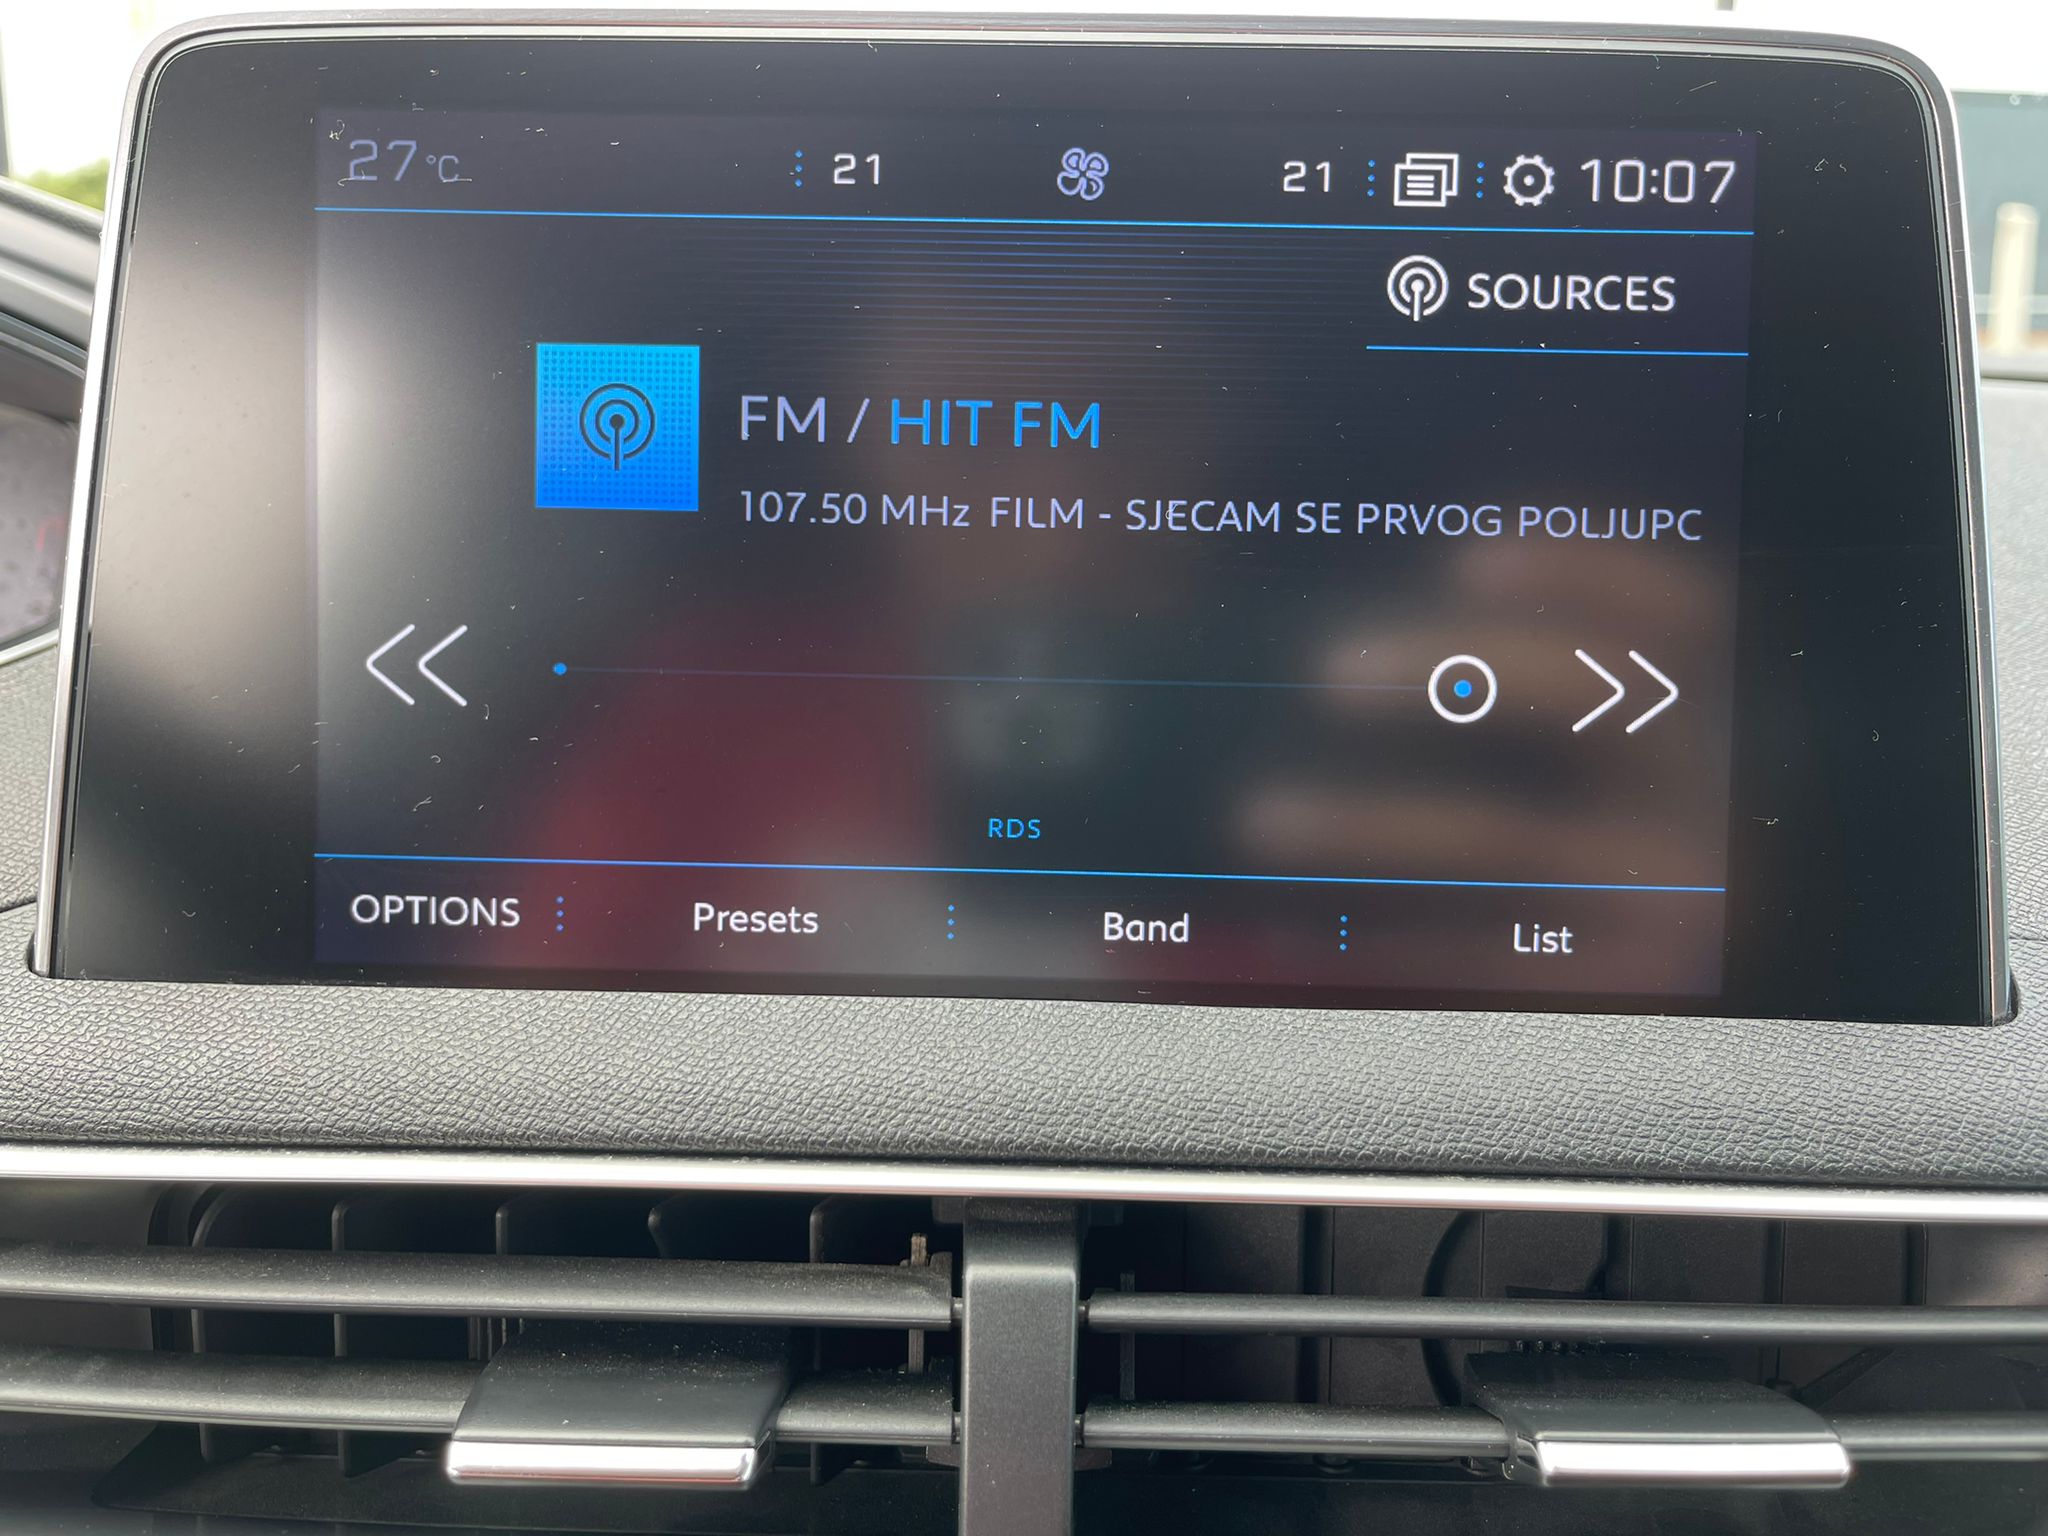 27°C 21 21 10:07
SOURCES
FM / HIT FM
107.50 MHz FILM - SJECAM SE PRVOG POLJUPC
RDS
OPTIONS Presets Band List